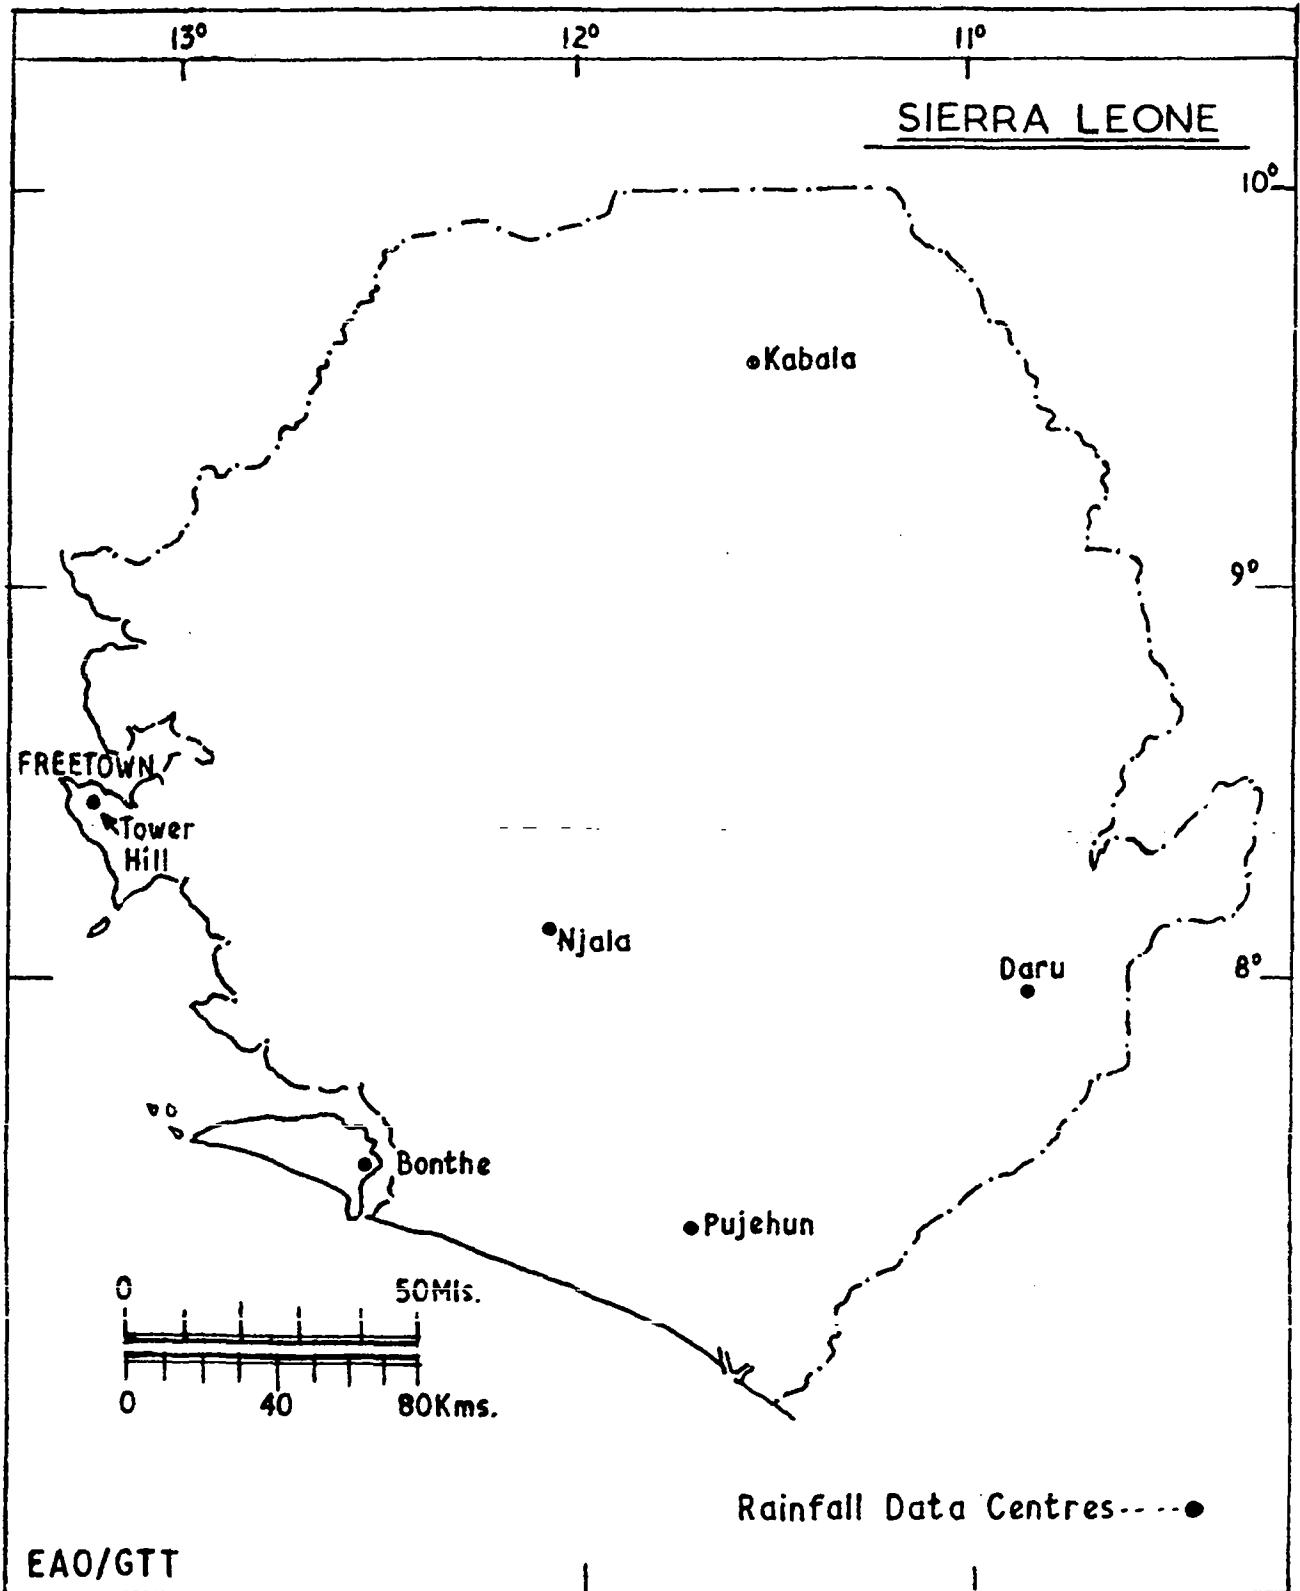 13° 12° 11°
SIERRA LEONE
10°
Kabala
9°
FREETOWN
Tower
Hill
Njala
Daru
8°
Bonthe
Pujehun
0 50Mls.
0 40 80Kms.
Rainfall Data Centres
EAO/GTT